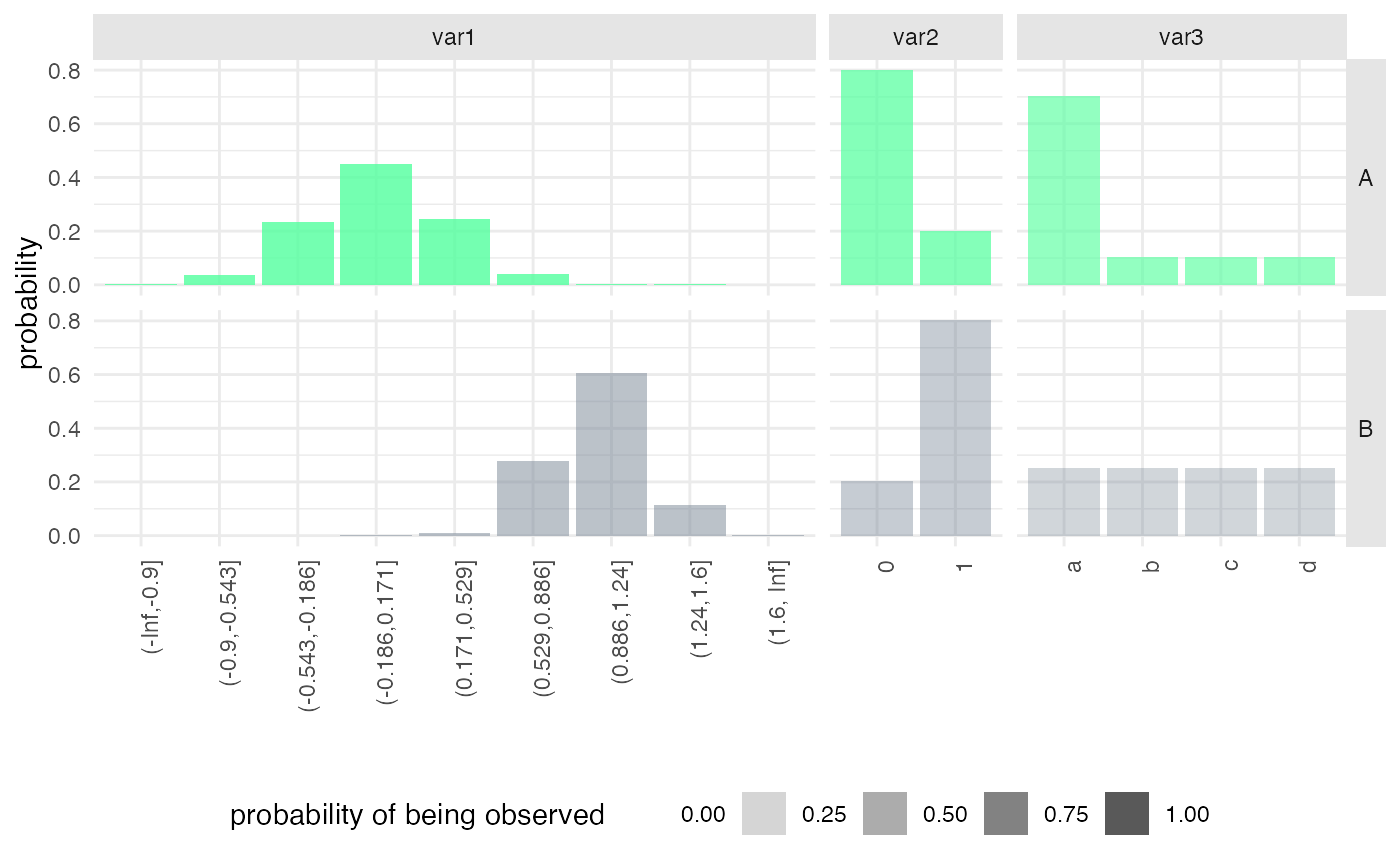 var1 var2 var3
probability
0.8
0.6
0.4
0.2
0.0
A
0.8
0.6
0.4
0.2
0.0
B
(-Inf,-0.9] (-0.9,-0.543] (-0.543,-0.186] (-0.186,0.171] (0.171,0.529] (0.529,0.886] (0.886,1.24] (1.24,1.6] (1.6, Inf] 0 1 a b c d
probability of being observed 0.00 0.25 0.50 0.75 1.00